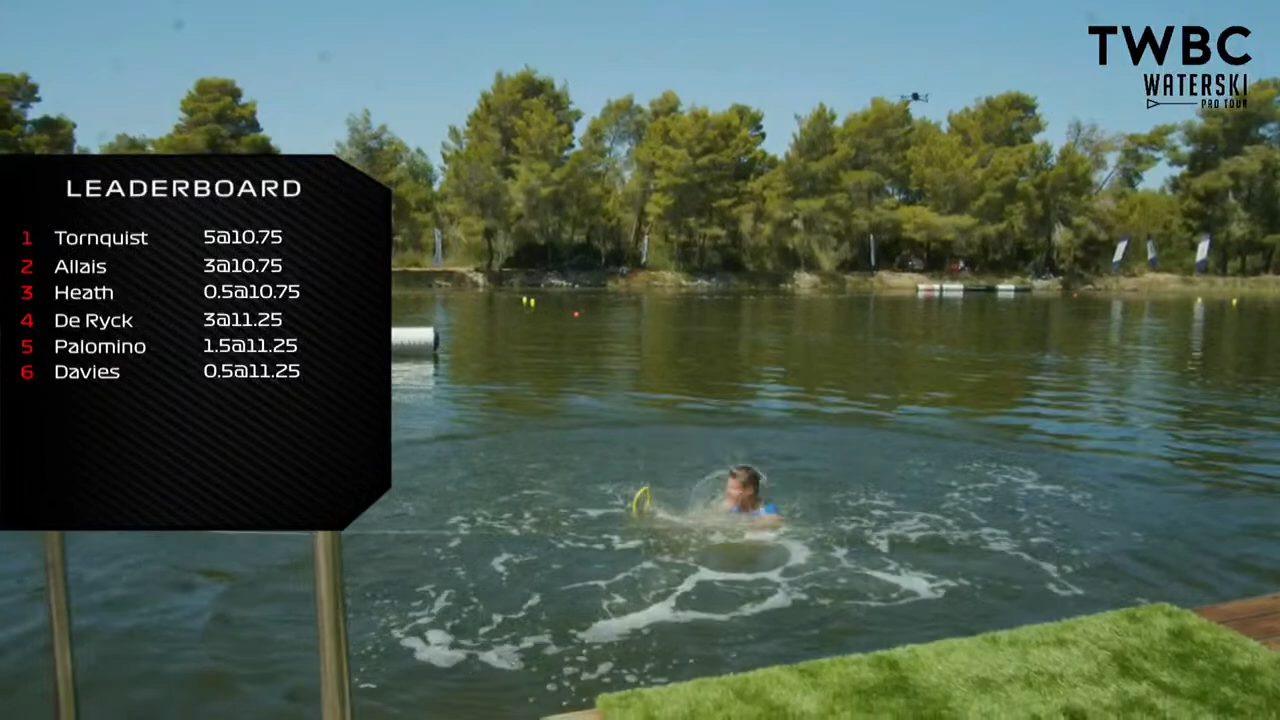 TWBC
WATERSKI
PRO TOUR
LEADERBOARD
1 Tornquist 5@10.75
2 Allais 3@10.75
3 Heath 0.5@10.75
4 De Ryck 3@11.25
5 Palomino 1.5@11.25
6 Davies 0.5@11.25